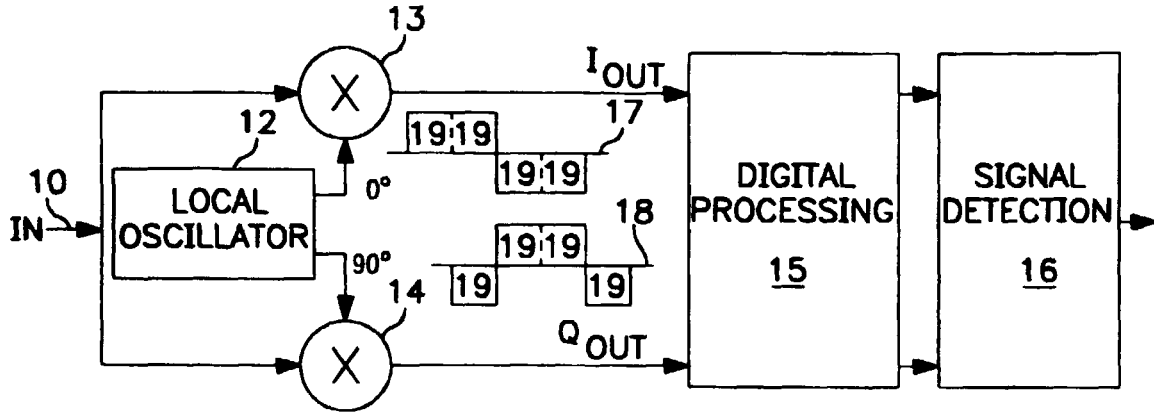 13
I OUT
12
19 19
17
19 19
0°
10
IN
LOCAL
OSCILLATOR
DIGITAL
PROCESSING
15
SIGNAL
DETECTION
16
18
19 19
90°
19
19
14
Q OUT